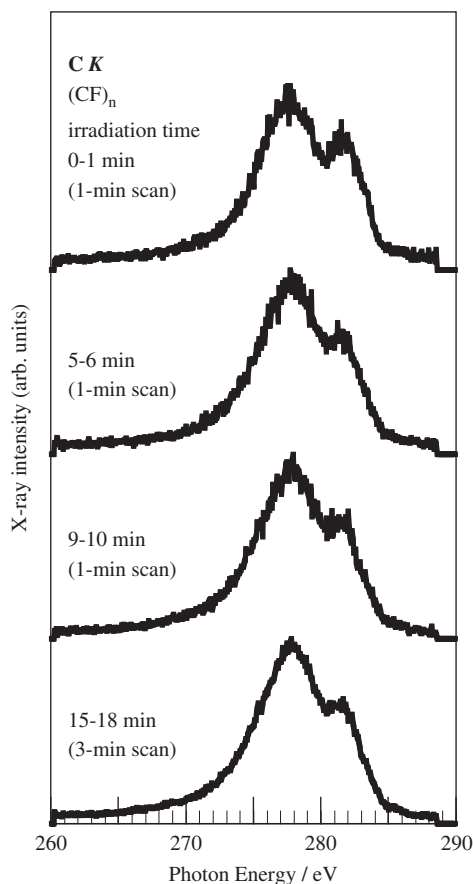 C K
(CF)n
irradiation time
0-1 min
(1-min scan)
5-6 min
(1-min scan)
9-10 min
(1-min scan)
15-18 min
(3-min scan)
X-ray intensity (arb. units)
260 270 280 290
Photon Energy / eV